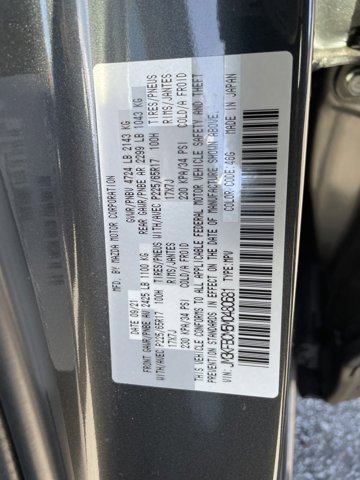 MFD. BY MAZDA MOTOR CORPORATION
DATE 09/21 GVWR/PNBV 4724 LB 2143 KG
FRONT GAWR/PNBE AV 2425 LB 1100 KG REAR GAWR/PNBE AR 2299 LB 1043 KG
TIRES/PNEUS WITH/AVEC P225/65R17 100H TIRES/PNEUS WITH/AVEC P225/65R17 100H
RIMS/JANTES 17X7J RIMS/JANTES 17X7J
COLD/A FROID 230 KPA/34 PSI COLD/A FROID 230 KPA/34 PSI
THIS VEHICLE CONFORMS TO ALL APPLICABLE FEDERAL MOTOR VEHICLE SAFETY AND THEFT
PREVENTION STANDARDS IN EFFECT ON THE DATE OF MANUFACTURE SHOWN ABOVE.
TYPE:MPV COLOR CODE:46G MADE IN JAPAN